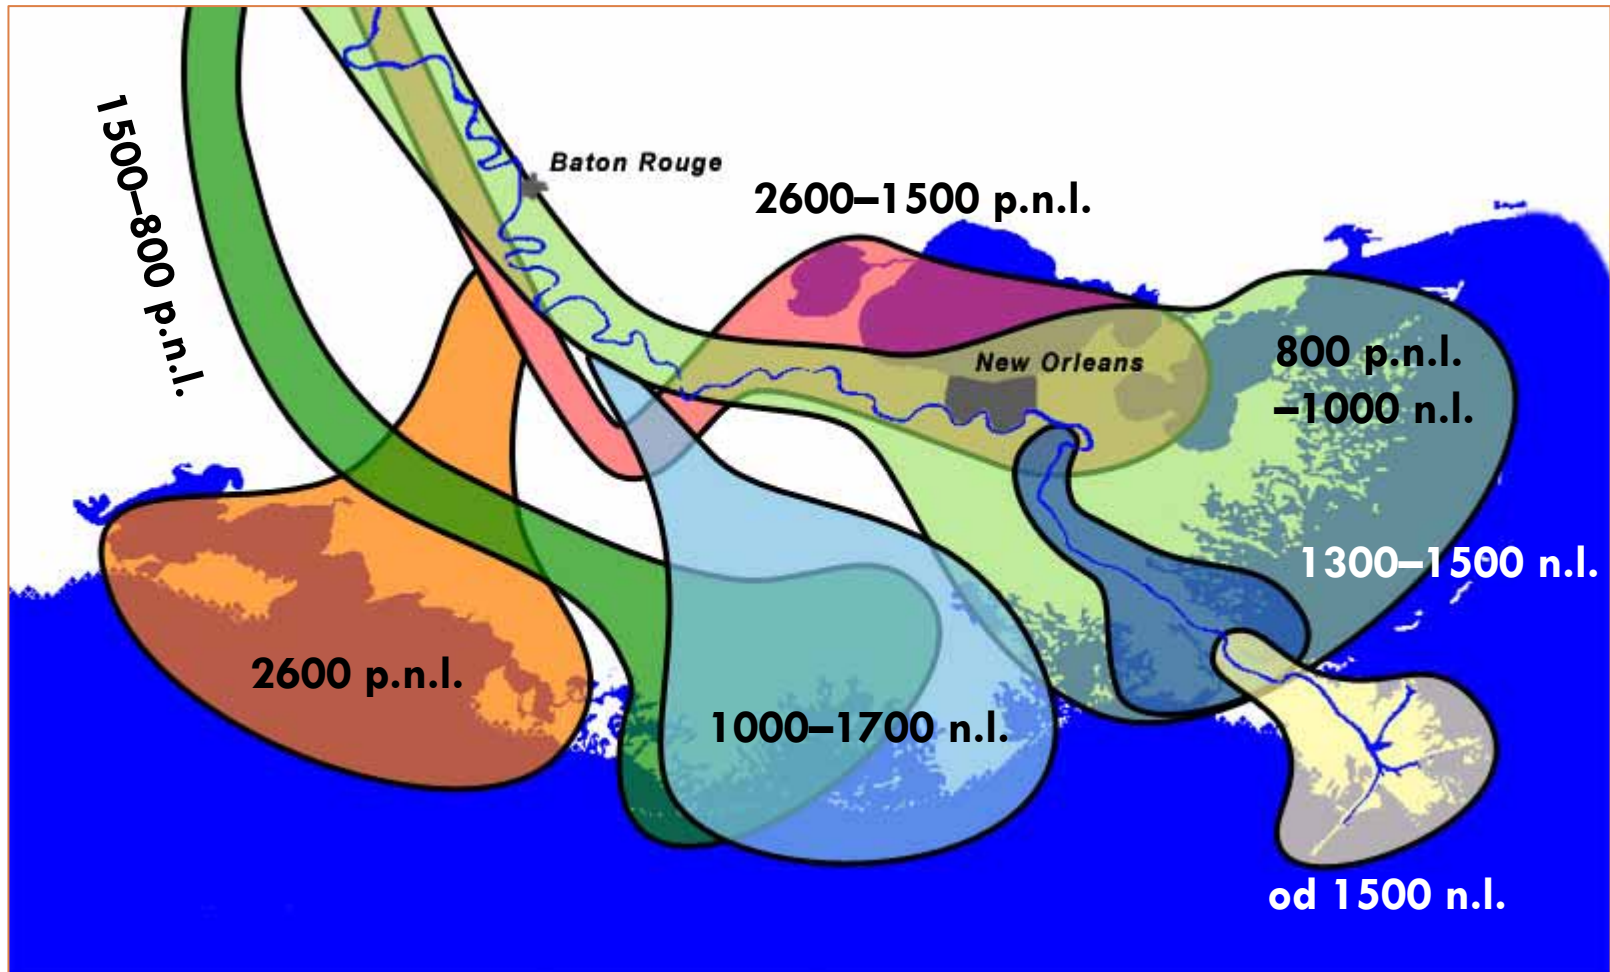 1500–800 p.n.l.
Baton Rouge
2600–1500 p.n.l.
New Orleans
800 p.n.l.
–1000 n.l.
1300–1500 n.l.
2600 p.n.l.
1000–1700 n.l.
od 1500 n.l.